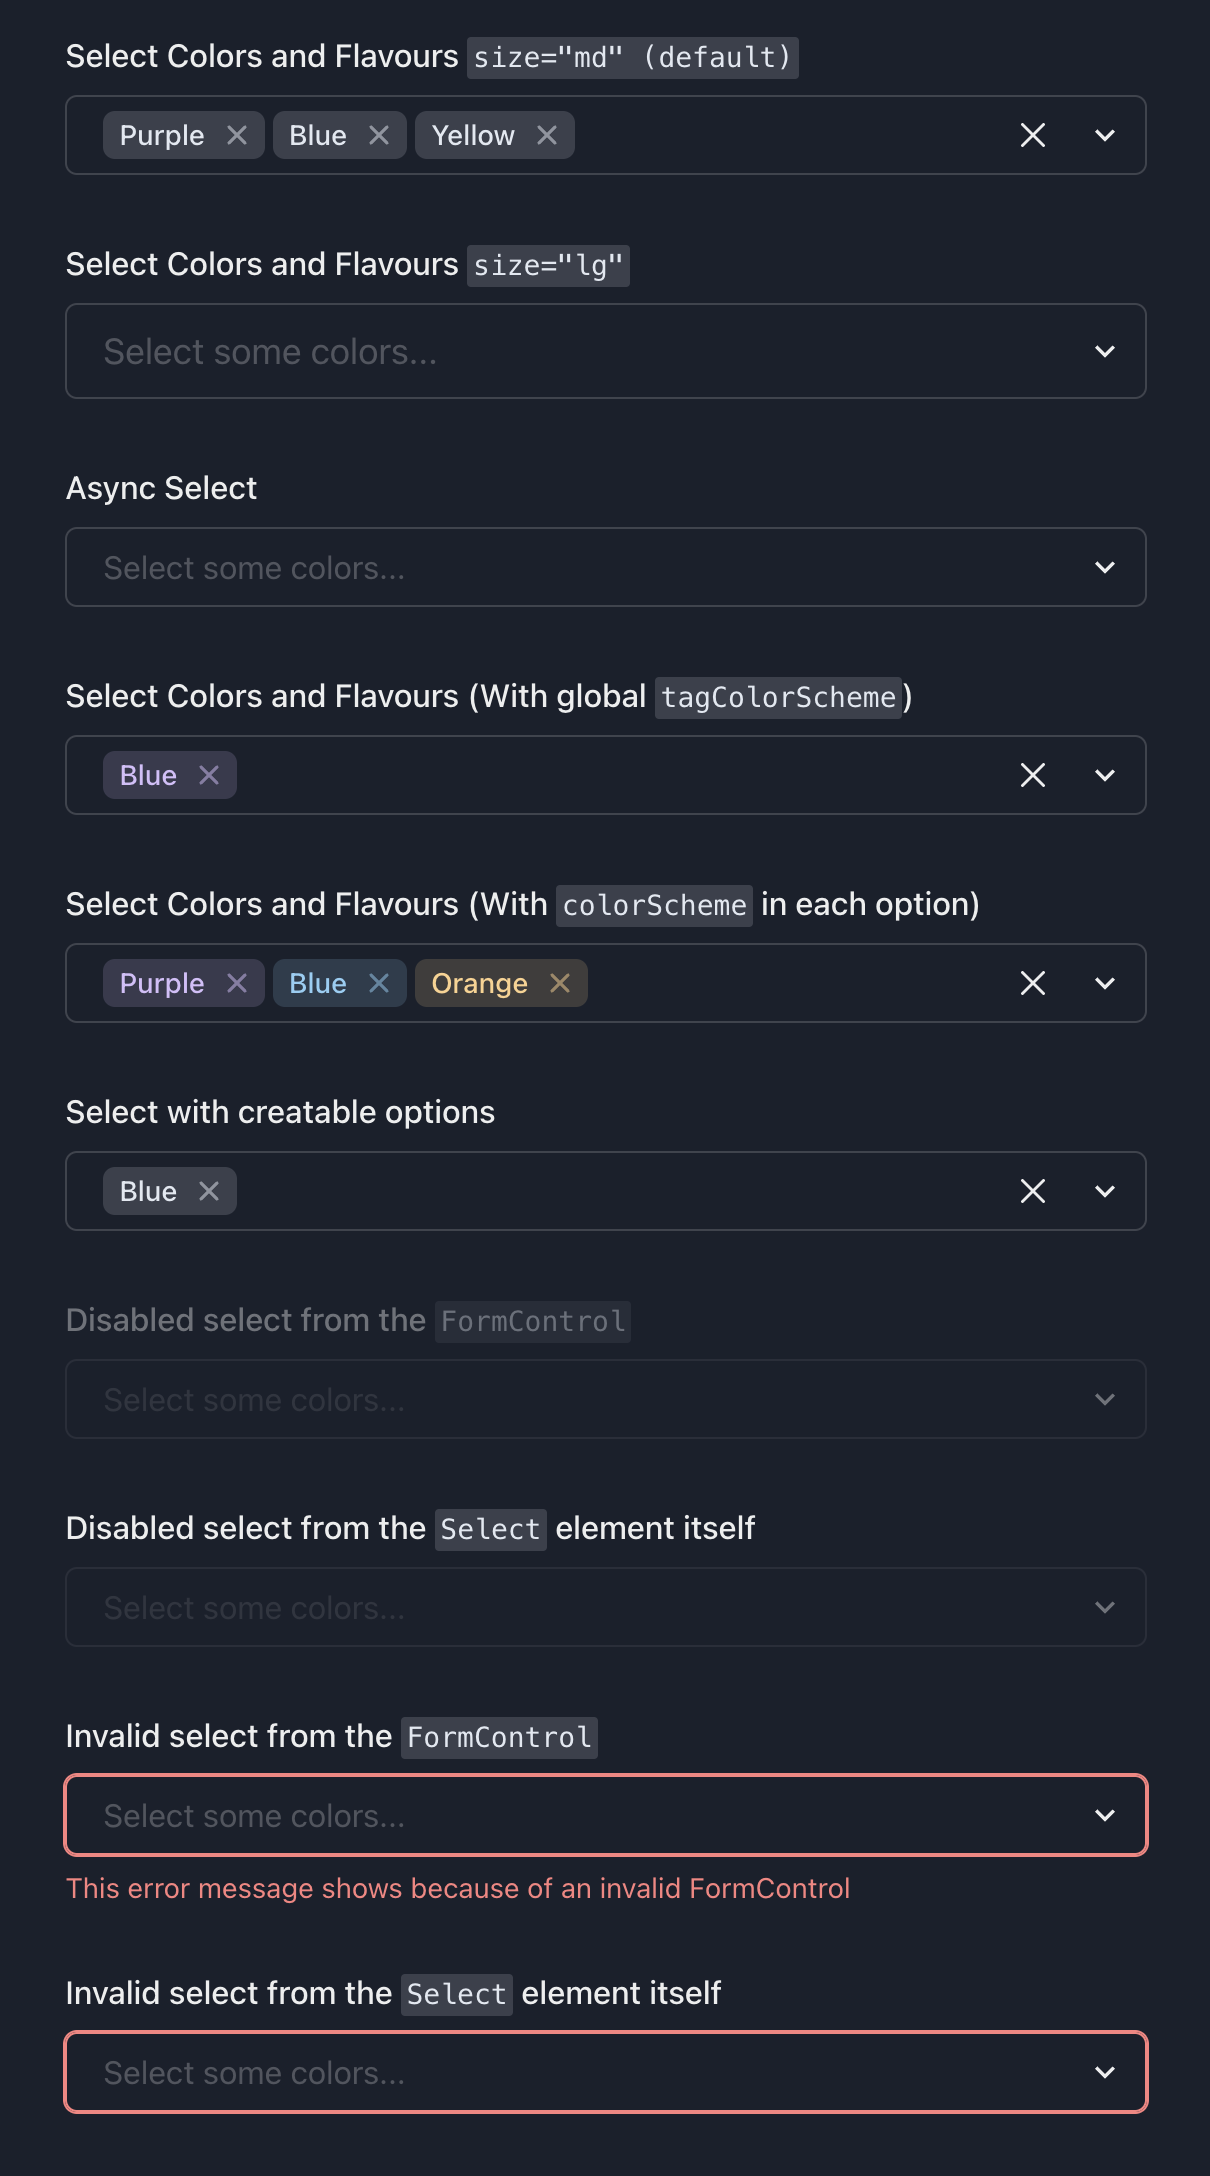 Select Colors and Flavours size="md" (default)
Purple Blue Yellow
Select Colors and Flavours size="lg"
Select some colors...
Async Select
Select some colors...
Select Colors and Flavours (With global tagColorScheme)
Blue
Select Colors and Flavours (With colorScheme in each option)
Purple Blue Orange
Select with creatable options
Blue
Disabled select from the FormControl
Select some colors...
Disabled select from the Select element itself
Select some colors...
Invalid select from the FormControl
Select some colors...
This error message shows because of an invalid FormControl
Invalid select from the Select element itself
Select some colors...